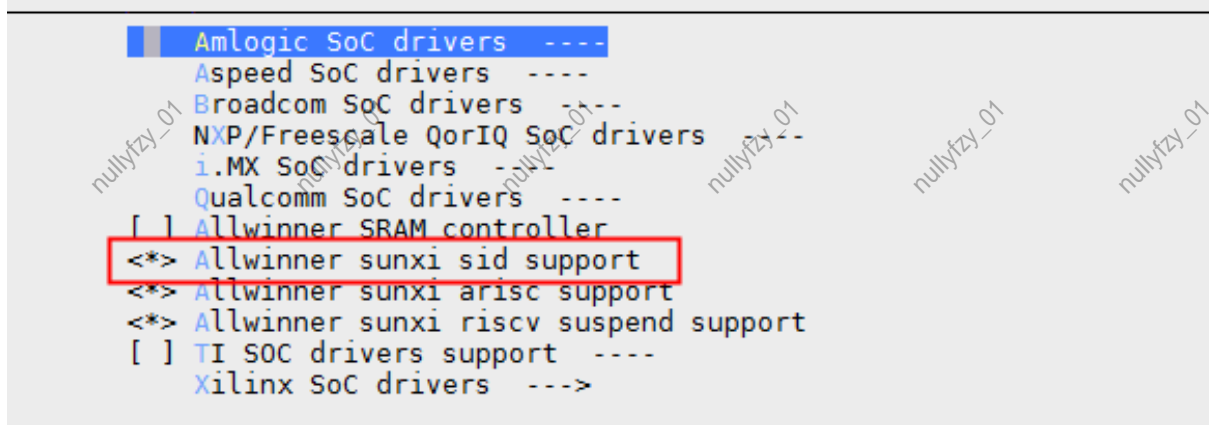 Amlogic SoC drivers  ----
Aspeed SoC drivers  ----
Broadcom SoC drivers  ----
NXP/Freescale QorIQ SoC drivers  ----
i.MX SoC drivers  ----
Qualcomm SoC drivers  ----
[ ] Allwinner SRAM controller
<*> Allwinner sunxi sid support
<*> Allwinner sunxi arisc support
<*> Allwinner sunxi riscv suspend support
[ ] TI SOC drivers support  ----
Xilinx SoC drivers  --->
nullyfzy_01
nullyfzy_01
nullyfzy_01
nullyfzy_01
nullyfzy_01
nullyfzy_01